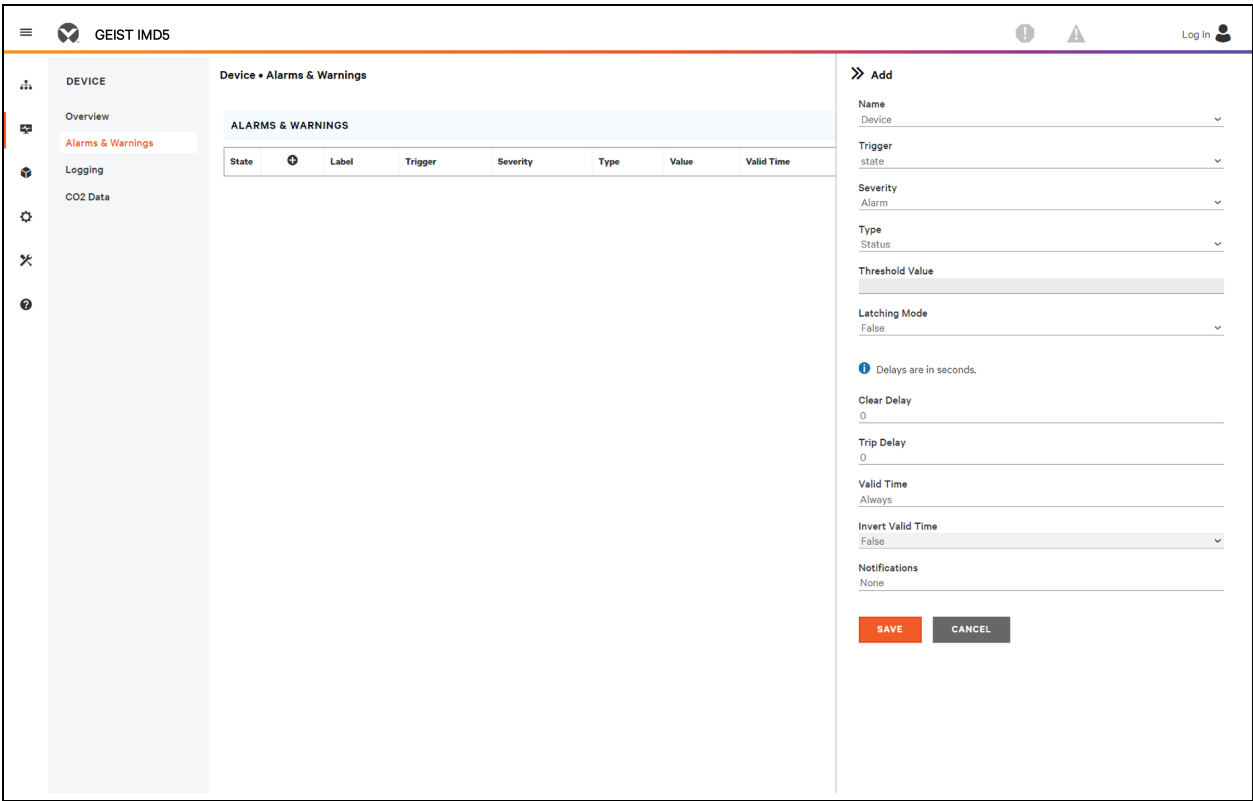 GEIST IMD5
Log In
DEVICE
Overview
Alarms & Warnings
Logging
CO2 Data
Device • Alarms & Warnings
ALARMS & WARNINGS
State Label Trigger Severity Type Value Valid Time
Add
Name
Device
Trigger
state
Severity
Alarm
Type
Status
Threshold Value
Latching Mode
False
Delays are in seconds.
Clear Delay
0
Trip Delay
0
Valid Time
Always
Invert Valid Time
False
Notifications
None
SAVE CANCEL